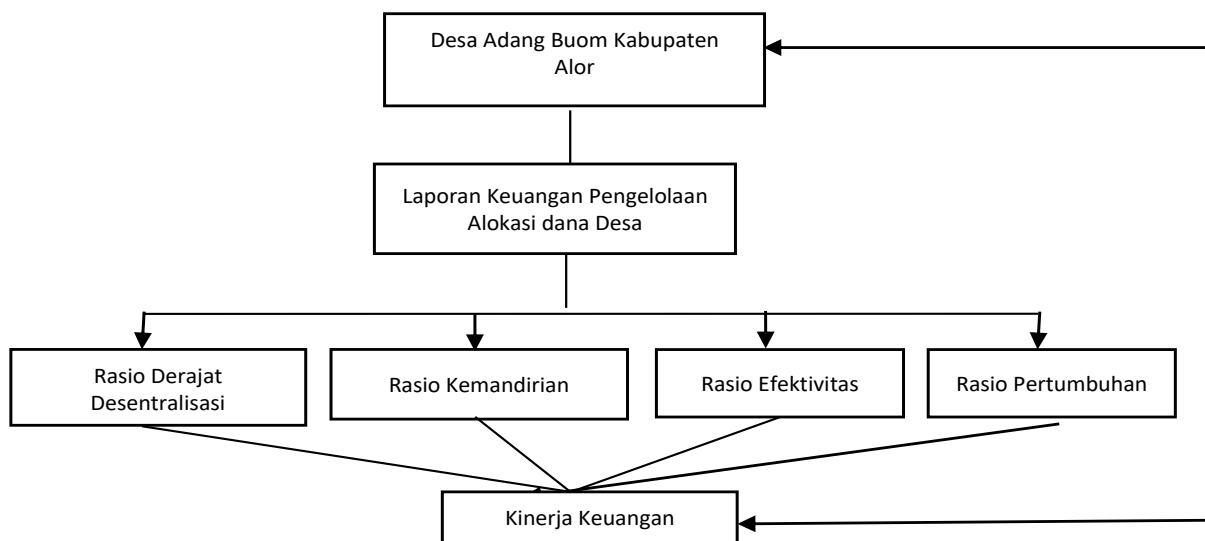 Desa Adang Buom Kabupaten
Alor
Laporan Keuangan Pengelolaan
Alokasi dana Desa
Rasio Derajat
Desentralisasi
Rasio Kemandirian
Rasio Efektivitas
Rasio Pertumbuhan
Kinerja Keuangan